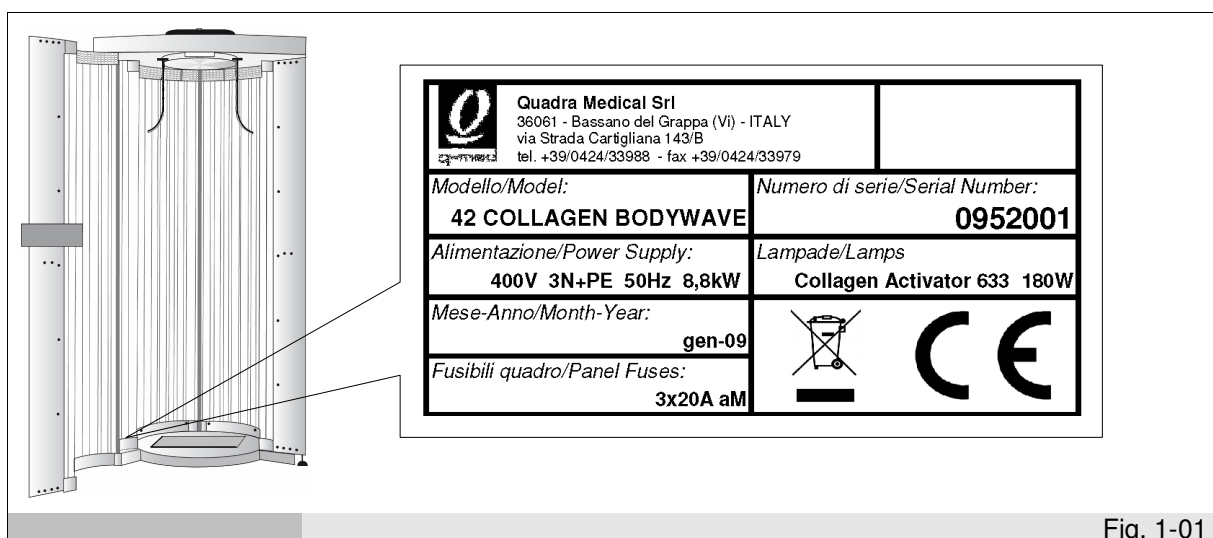 Quadra Medical Srl
36061 - Bassano del Grappa (Vi) - ITALY
via Strada Cartigliana 143/B
tel. +39/0424/33988 - fax +39/0424/33979
Modello/Model:
42 COLLAGEN BODYWAVE
Numero di serie/Serial Number:
0952001
Alimentazione/Power Supply:
400V 3N+PE 50Hz 8,8kW
Lampade/Lamps
Collagen Activator 633 180W
Mese-Anno/Month-Year:
gen-09
Fusibili quadro/Panel Fuses:
3x20A aM
CE
Fig. 1-01